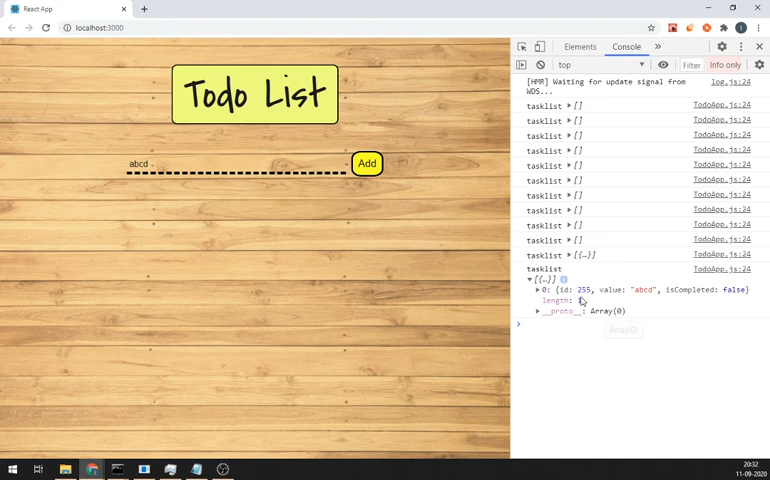 React App
localhost:3000
Todo List
abcd
Add
Elements
Console
top
Filter
Info only
[HMR] Waiting for update signal from log.js:24
WDS...
tasklist [] TodoApp.js:24
tasklist [] TodoApp.js:24
tasklist [] TodoApp.js:24
tasklist [] TodoApp.js:24
tasklist [] TodoApp.js:24
tasklist [] TodoApp.js:24
tasklist [] TodoApp.js:24
tasklist [] TodoApp.js:24
tasklist [] TodoApp.js:24
tasklist [] TodoApp.js:24
tasklist [{…}] TodoApp.js:24
tasklist TodoApp.js:24
[{…}]
0: {id: 255, value: "abcd", isCompleted: false}
length: 1
__proto__: Array(0)
Array(0)
20:32
11-09-2020